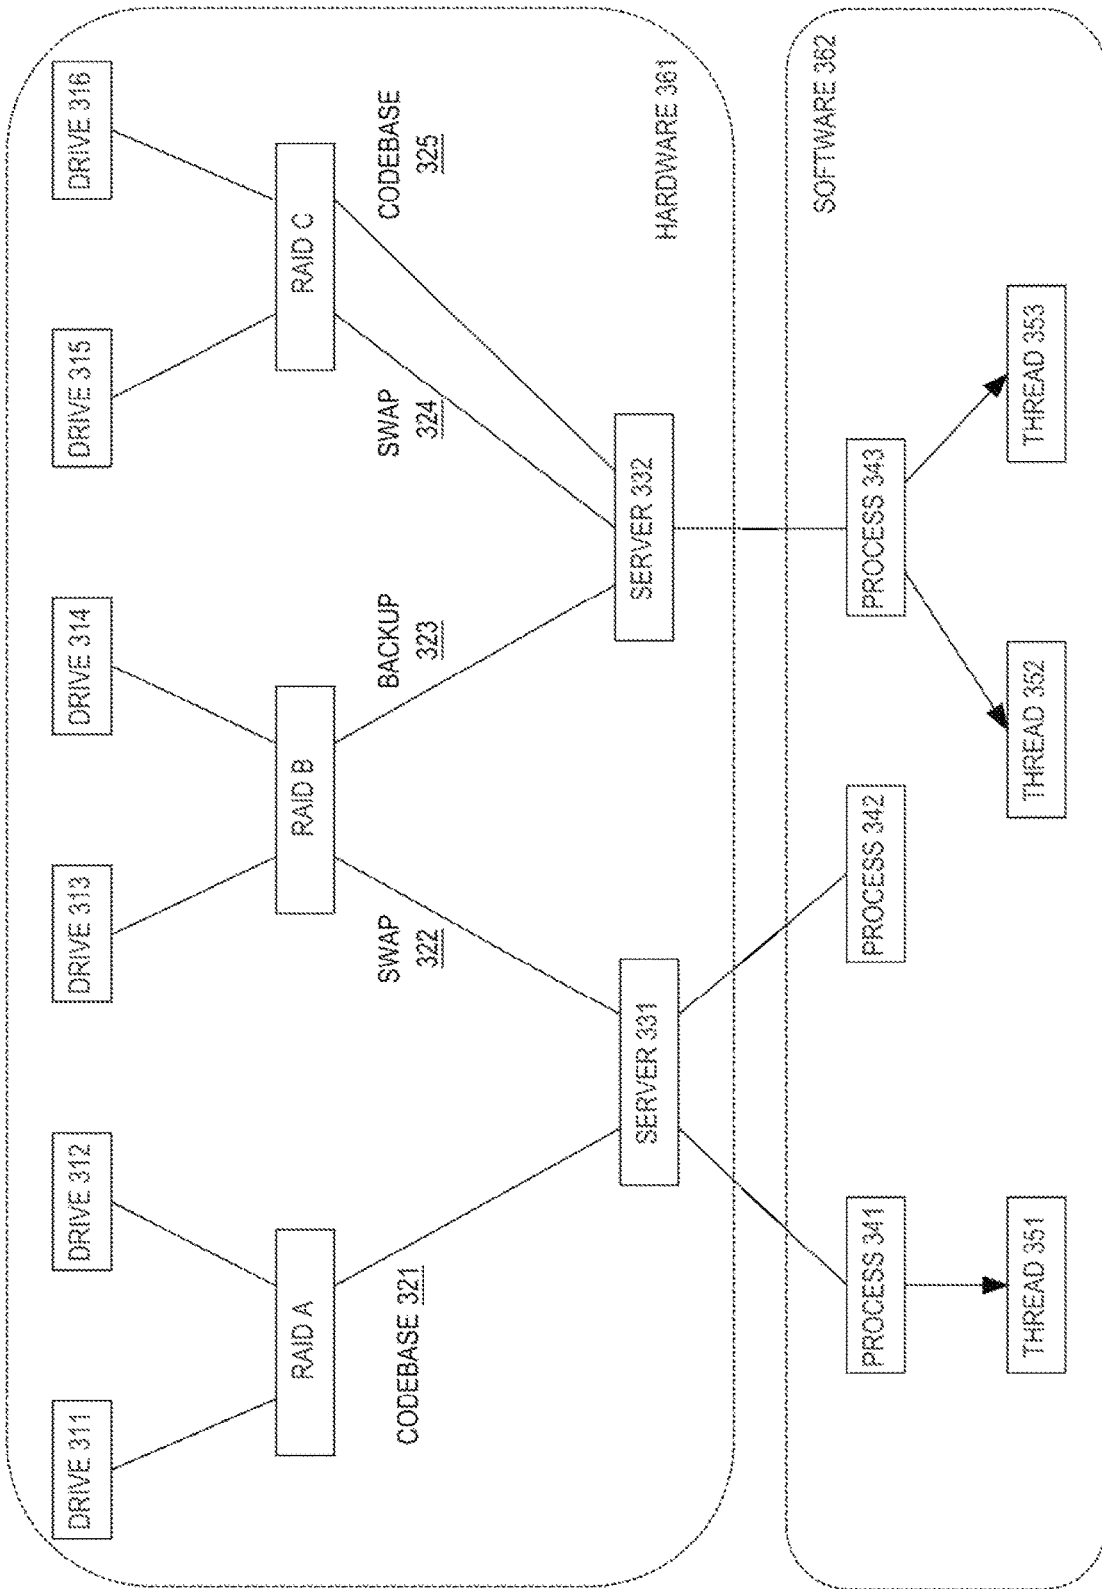 DRIVE 311
DRIVE 312
DRIVE 313
DRIVE 314
DRIVE 315
DRIVE 316
RAID A
RAID B
RAID C
CODEBASE 321
SWAP
322
BACKUP
323
SWAP
324
CODEBASE
325
SERVER 331
SERVER 332
HARDWARE 361
SOFTWARE 362
PROCESS 341
PROCESS 342
PROCESS 343
THREAD 351
THREAD 352
THREAD 353